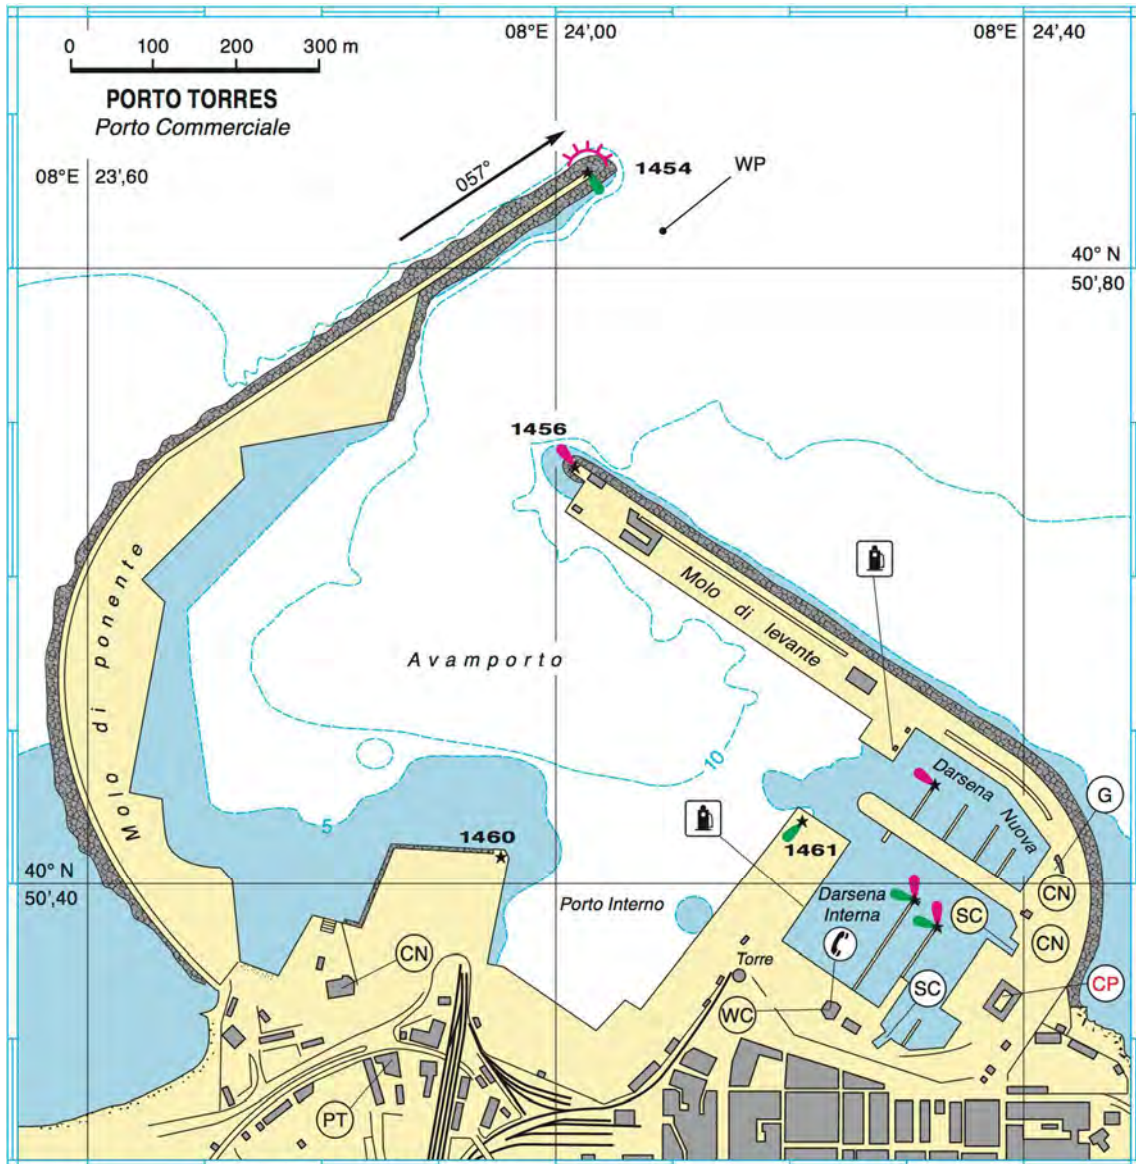 08°E 24',00
08°E 24',40
0 100 200 300 m
PORTO TORRES
Porto Commerciale
08°E 23',60
057°
1454
WP
40° N
50',80
1456
Molo di levante
Molo di ponente
Avamporto
10
Darsena Nuova
G
5
1460
1461
40° N
50',40
CN
Porto Interno
Darsena
Interna
SC
CN
CN
Torre
SC
CP
WC
PT